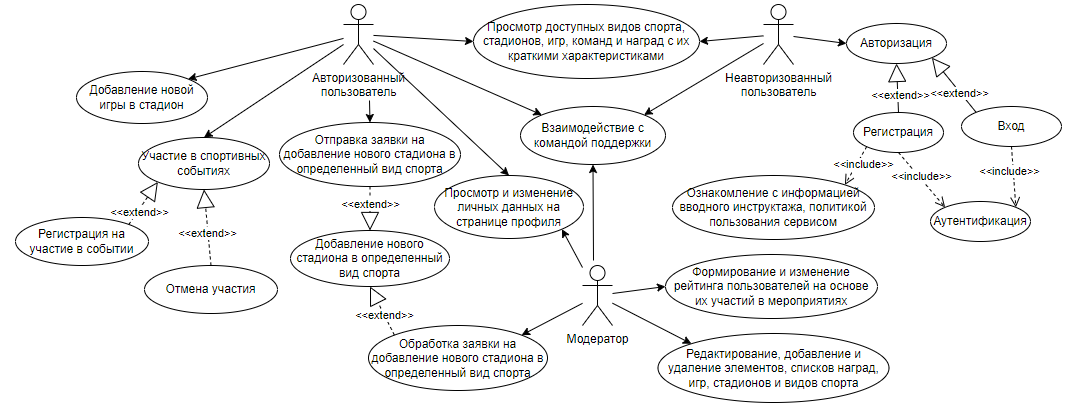 Просмотр доступных видов спорта,
стадионов, игр, команд и наград с их
краткими характеристиками
Авторизация
Авторизованный
пользователь
Неавторизованный
пользователь
Добавление новой
игры в стадион
<<extend>>
<<extend>>
Отправка заявки на
добавление нового стадиона в
определенный вид спорта
Взаимодействие с
командой поддержки
Регистрация
Вход
Участие в спортивных
событиях
<<include>>
<<include>>
<<include>>
Просмотр и изменение
личных данных на
странице профиля
Ознакомление с информацией
вводного инструктажа, политикой
пользования сервисом
Аутентификация
<<extend>>
<<extend>>
<<extend>>
Регистрация на
участие в событии
Добавление нового
стадиона в определенный
вид спорта
Отмена участия
Формирование и изменение
рейтинга пользователей на основе
их участий в мероприятиях
<<extend>>
Модератор
Обработка заявки на
добавление нового стадиона в
определенный вид спорта
Редактирование, добавление и
удаление элементов, списков наград,
игр, стадионов и видов спорта